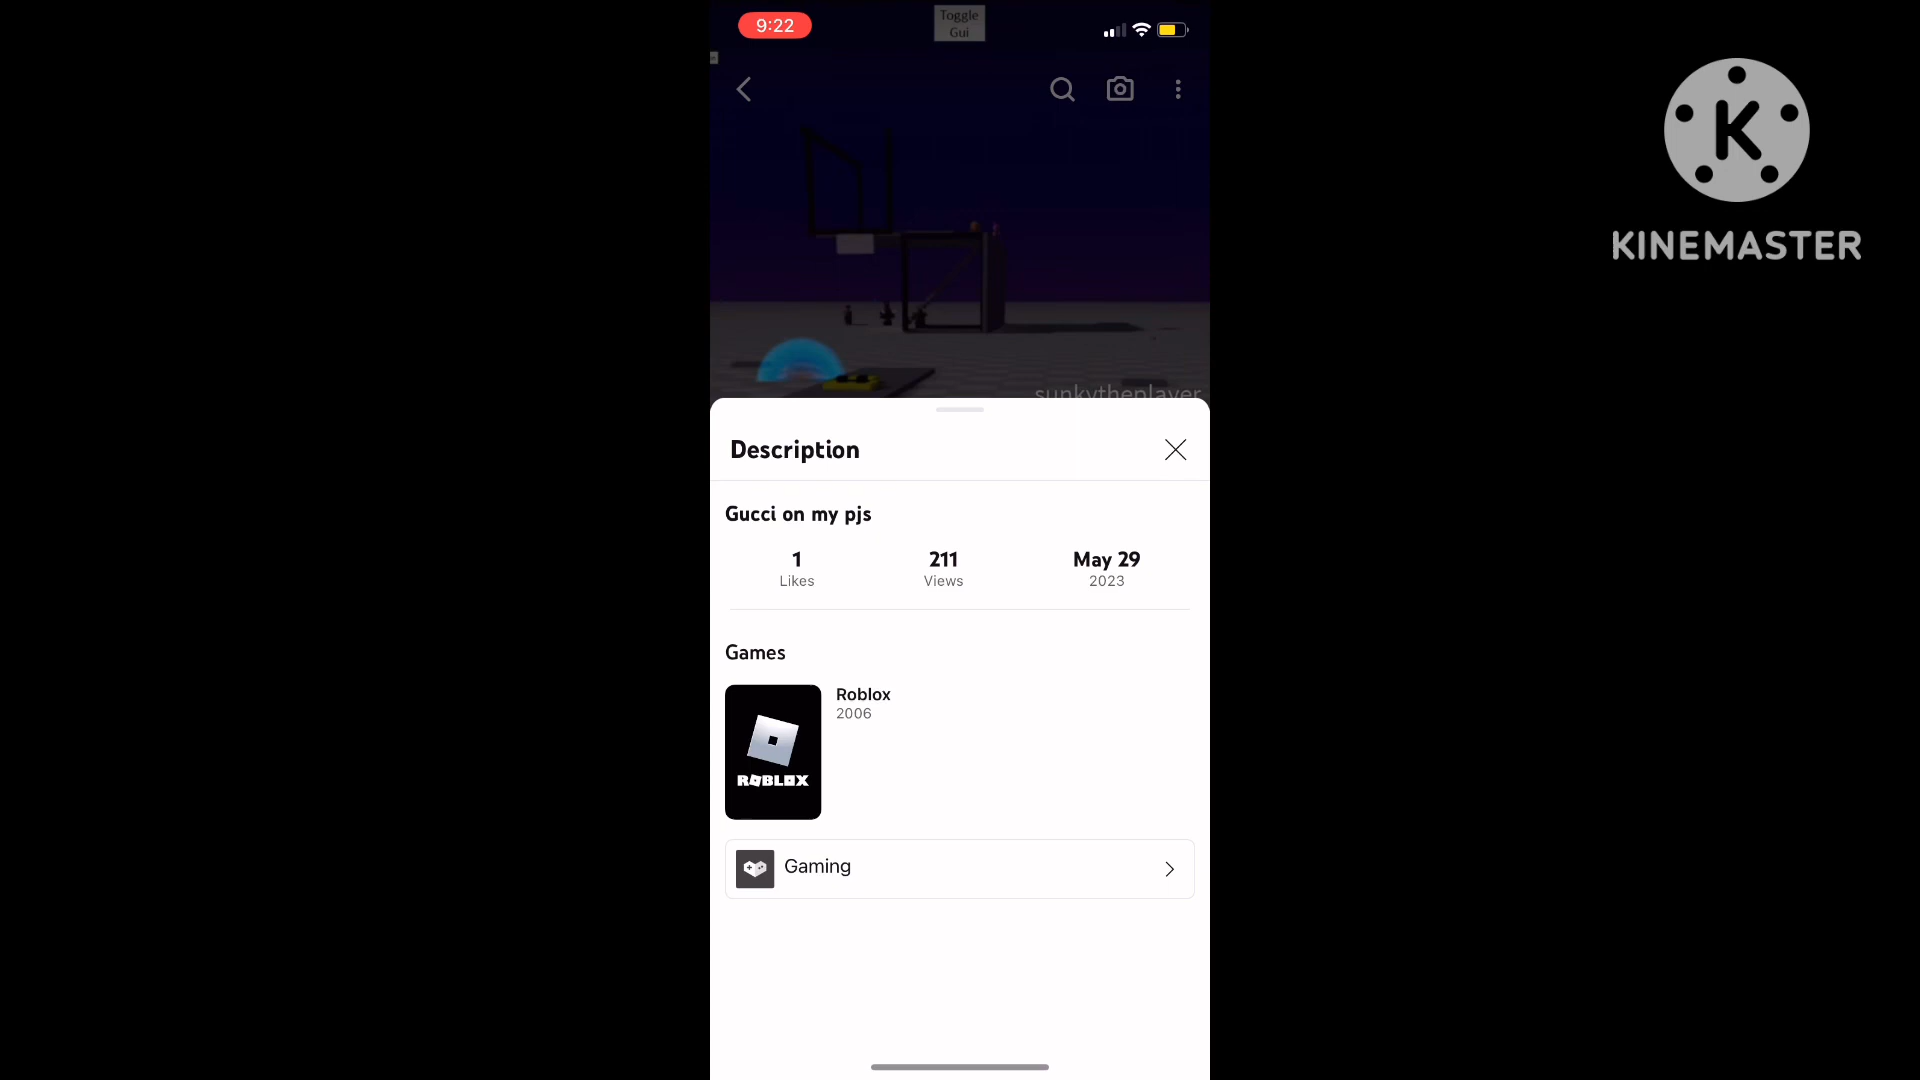 9:22
Toggle
Gui
sunkytheplayer
Description
Gucci on my pjs
1
Likes
211
Views
May 29
2023
Games
Roblox
2006
ROBLOX
Gaming
K
KINEMASTER